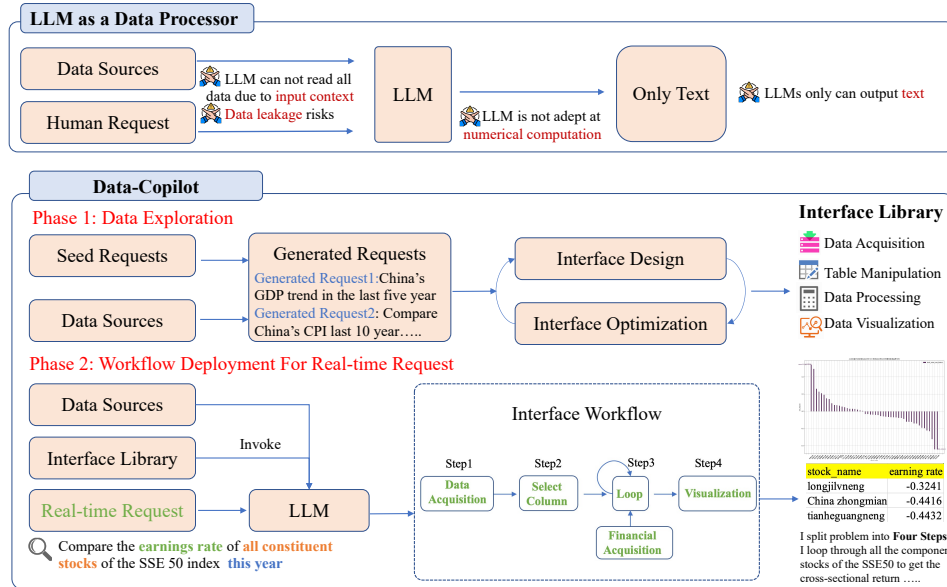 LLM as a Data Processor
Data Sources
Human Request
LLM can not read all
data due to input context
Data leakage risks
LLM
LLM is not adept at
numerical computation
Only Text
LLMs only can output text
Data-Copilot
Phase 1: Data Exploration
Seed Requests
Data Sources
Generated Requests
Generated Request1:China’s
GDP trend in the last five year
Generated Request2: Compare
China’s CPI last 10 year…..
Interface Design
Interface Optimization
Interface Library
Data Acquisition
Table Manipulation
Data Processing
Data Visualization
Phase 2: Workflow Deployment For Real-time Request
Data Sources
Interface Library
Real-time Request
Invoke
LLM
Compare the earnings rate of all constituent
stocks of the SSE 50 index this year
Interface Workflow
Step1
Step2
Step3
Step4
Data
Acquisition
Select
Column
Loop
Visualization
Financial
Acquisition
stock_name earning rate
longjilvneng -0.3241
China zhongmian -0.4416
tianheguangneng -0.4432
I split problem into Four Steps
I loop through all the component
stocks of the SSE50 to get the
cross-sectional return …..